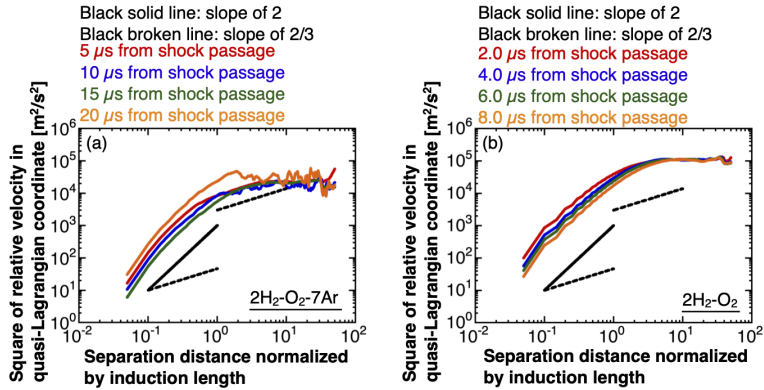 Black solid line: slope of 2
Black broken line: slope of 2/3
5 µs from shock passage
10 µs from shock passage
15 µs from shock passage
20 µs from shock passage
Square of relative velocity in
quasi-Lagrangian coordinate [m²/s²]
10⁶
10⁵
10⁴
10³
10²
10¹
10⁰
(a)
2H₂-O₂-7Ar
10⁻² 10⁻¹ 10⁰ 10¹ 10²
Separation distance normalized
by induction length
Black solid line: slope of 2
Black broken line: slope of 2/3
2.0 µs from shock passage
4.0 µs from shock passage
6.0 µs from shock passage
8.0 µs from shock passage
Square of relative velocity in
quasi-Lagrangian coordinate [m²/s²]
10⁶
10⁵
10⁴
10³
10²
10¹
10⁰
(b)
2H₂-O₂
10⁻² 10⁻¹ 10⁰ 10¹ 10²
Separation distance normalized
by induction length